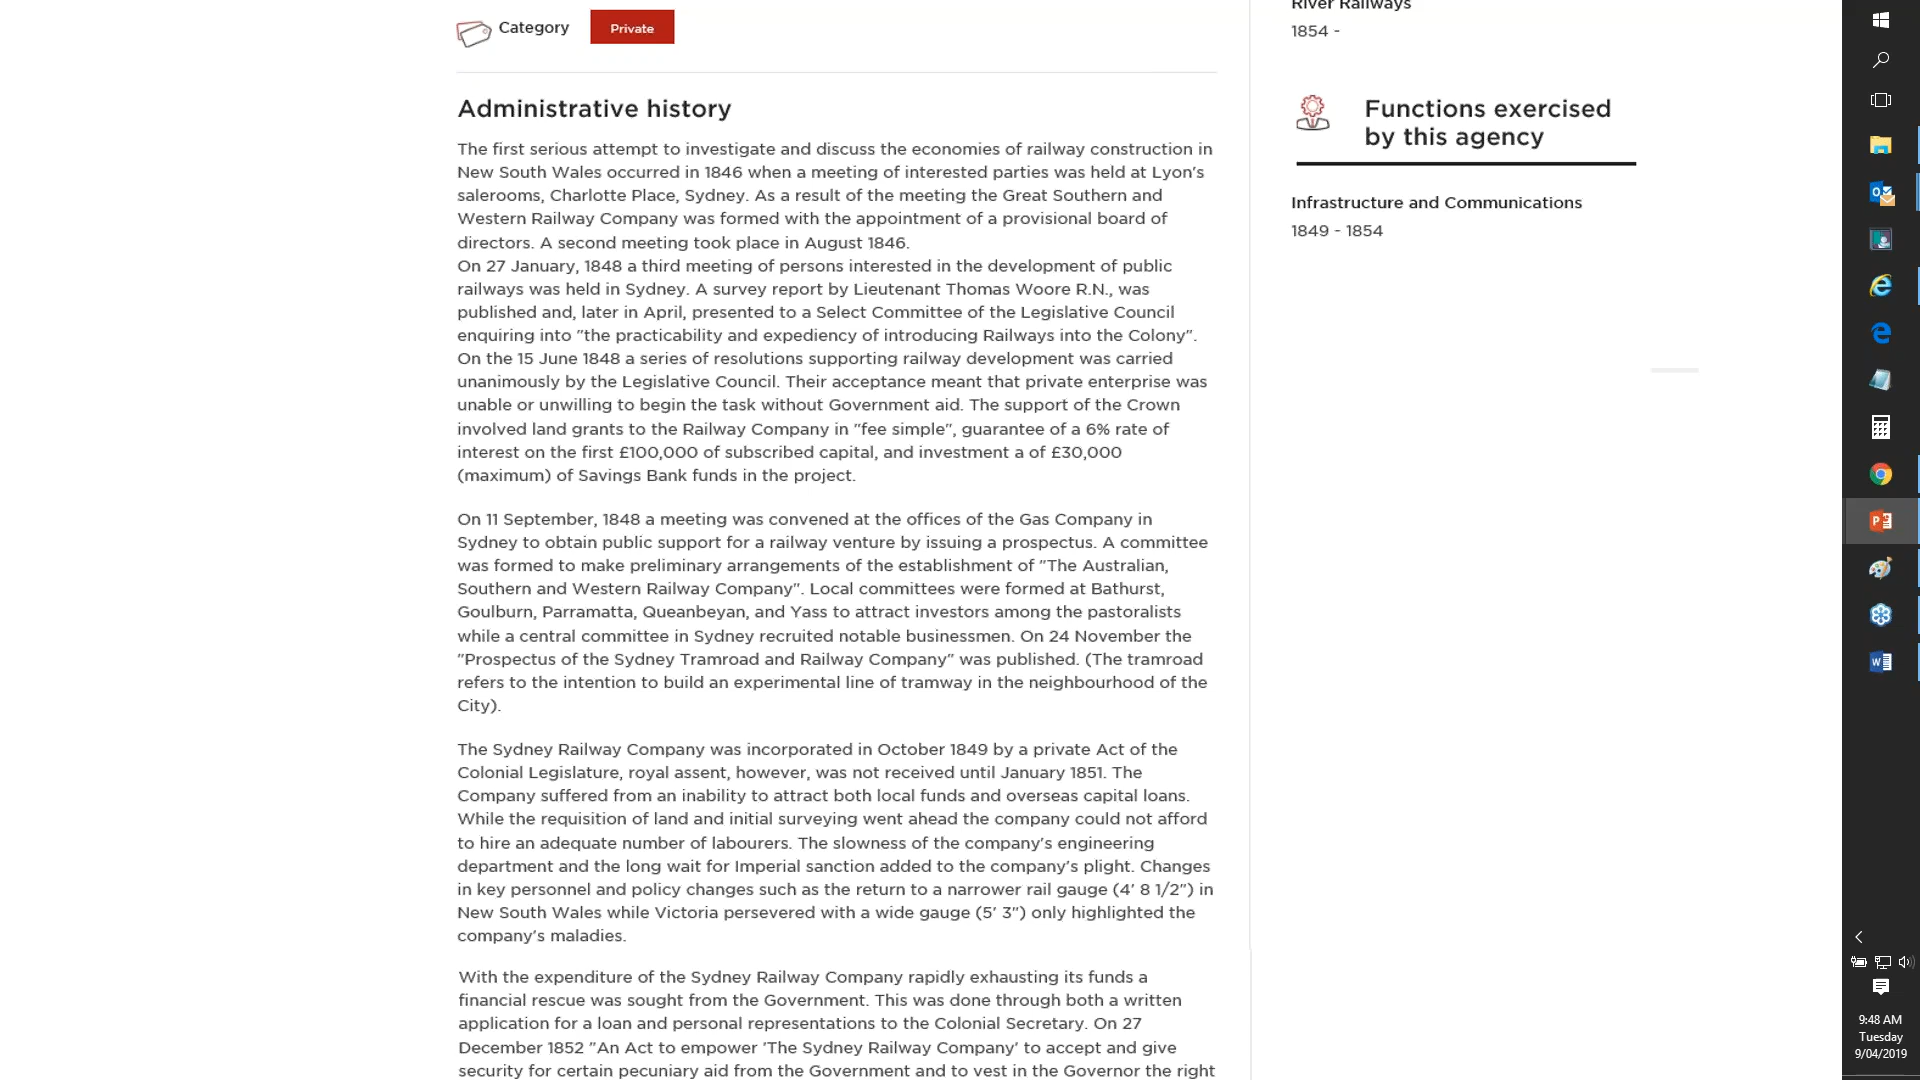 Category
Private
Administrative history
The first serious attempt to investigate and discuss the economies of railway construction in
New South Wales occurred in 1846 when a meeting of interested parties was held at Lyon's
salerooms, Charlotte Place, Sydney. As a result of the meeting the Great Southern and
Western Railway Company was formed with the appointment of a provisional board of
directors. A second meeting took place in August 1846.
On 27 January, 1848 a third meeting of persons interested in the development of public
railways was held in Sydney. A survey report by Lieutenant Thomas Woore R.N., was
published and, later in April, presented to a Select Committee of the Legislative Council
enquiring into "the practicability and expediency of introducing Railways into the Colony".
On the 15 June 1848 a series of resolutions supporting railway development was carried
unanimously by the Legislative Council. Their acceptance meant that private enterprise was
unable or unwilling to begin the task without Government aid. The support of the Crown
involved land grants to the Railway Company in "fee simple", guarantee of a 6% rate of
interest on the first £100,000 of subscribed capital, and investment a of £30,000
(maximum) of Savings Bank funds in the project.
On 11 September, 1848 a meeting was convened at the offices of the Gas Company in
Sydney to obtain public support for a railway venture by issuing a prospectus. A committee
was formed to make preliminary arrangements of the establishment of "The Australian,
Southern and Western Railway Company". Local committees were formed at Bathurst,
Goulburn, Parramatta, Queanbeyan, and Yass to attract investors among the pastoralists
while a central committee in Sydney recruited notable businessmen. On 24 November the
"Prospectus of the Sydney Tramroad and Railway Company" was published. (The tramroad
refers to the intention to build an experimental line of tramway in the neighbourhood of the
City).
The Sydney Railway Company was incorporated in October 1849 by a private Act of the
Colonial Legislature, royal assent, however, was not received until January 1851. The
Company suffered from an inability to attract both local funds and overseas capital loans.
While the requisition of land and initial surveying went ahead the company could not afford
to hire an adequate number of labourers. The slowness of the company's engineering
department and the long wait for Imperial sanction added to the company's plight. Changes
in key personnel and policy changes such as the return to a narrower rail gauge (4' 8 1/2") in
New South Wales while Victoria persevered with a wide gauge (5' 3") only highlighted the
company's maladies.
With the expenditure of the Sydney Railway Company rapidly exhausting its funds a
financial rescue was sought from the Government. This was done through both a written
application for a loan and personal representations to the Colonial Secretary. On 27
December 1852 "An Act to empower 'The Sydney Railway Company' to accept and give
security for certain pecuniary aid from the Government and to vest in the Governor the right
River Railways
1854 -
Functions exercised
by this agency
Infrastructure and Communications
1849 - 1854
9:48 AM
Tuesday
9/04/2019